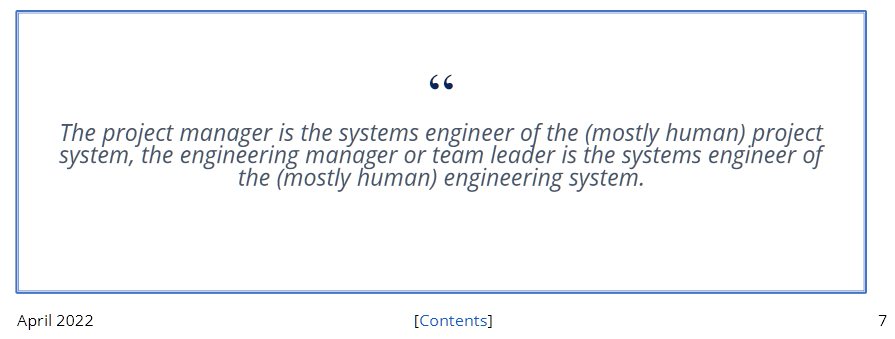 “
The project manager is the systems engineer of the (mostly human) project
system, the engineering manager or team leader is the systems engineer of
the (mostly human) engineering system.
April 2022 [Contents] 7